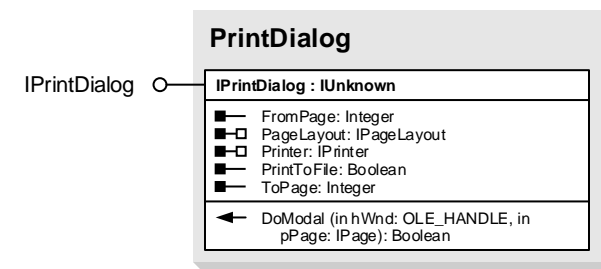 PrintDialog
IPrintDialog
IPrintDialog : IUnknown
FromPage: Integer
PageLayout: IPageLayout
Printer: IPrinter
PrintToFile: Boolean
ToPage: Integer
DoModal (in hWnd: OLE_HANDLE, in
pPage: IPage): Boolean